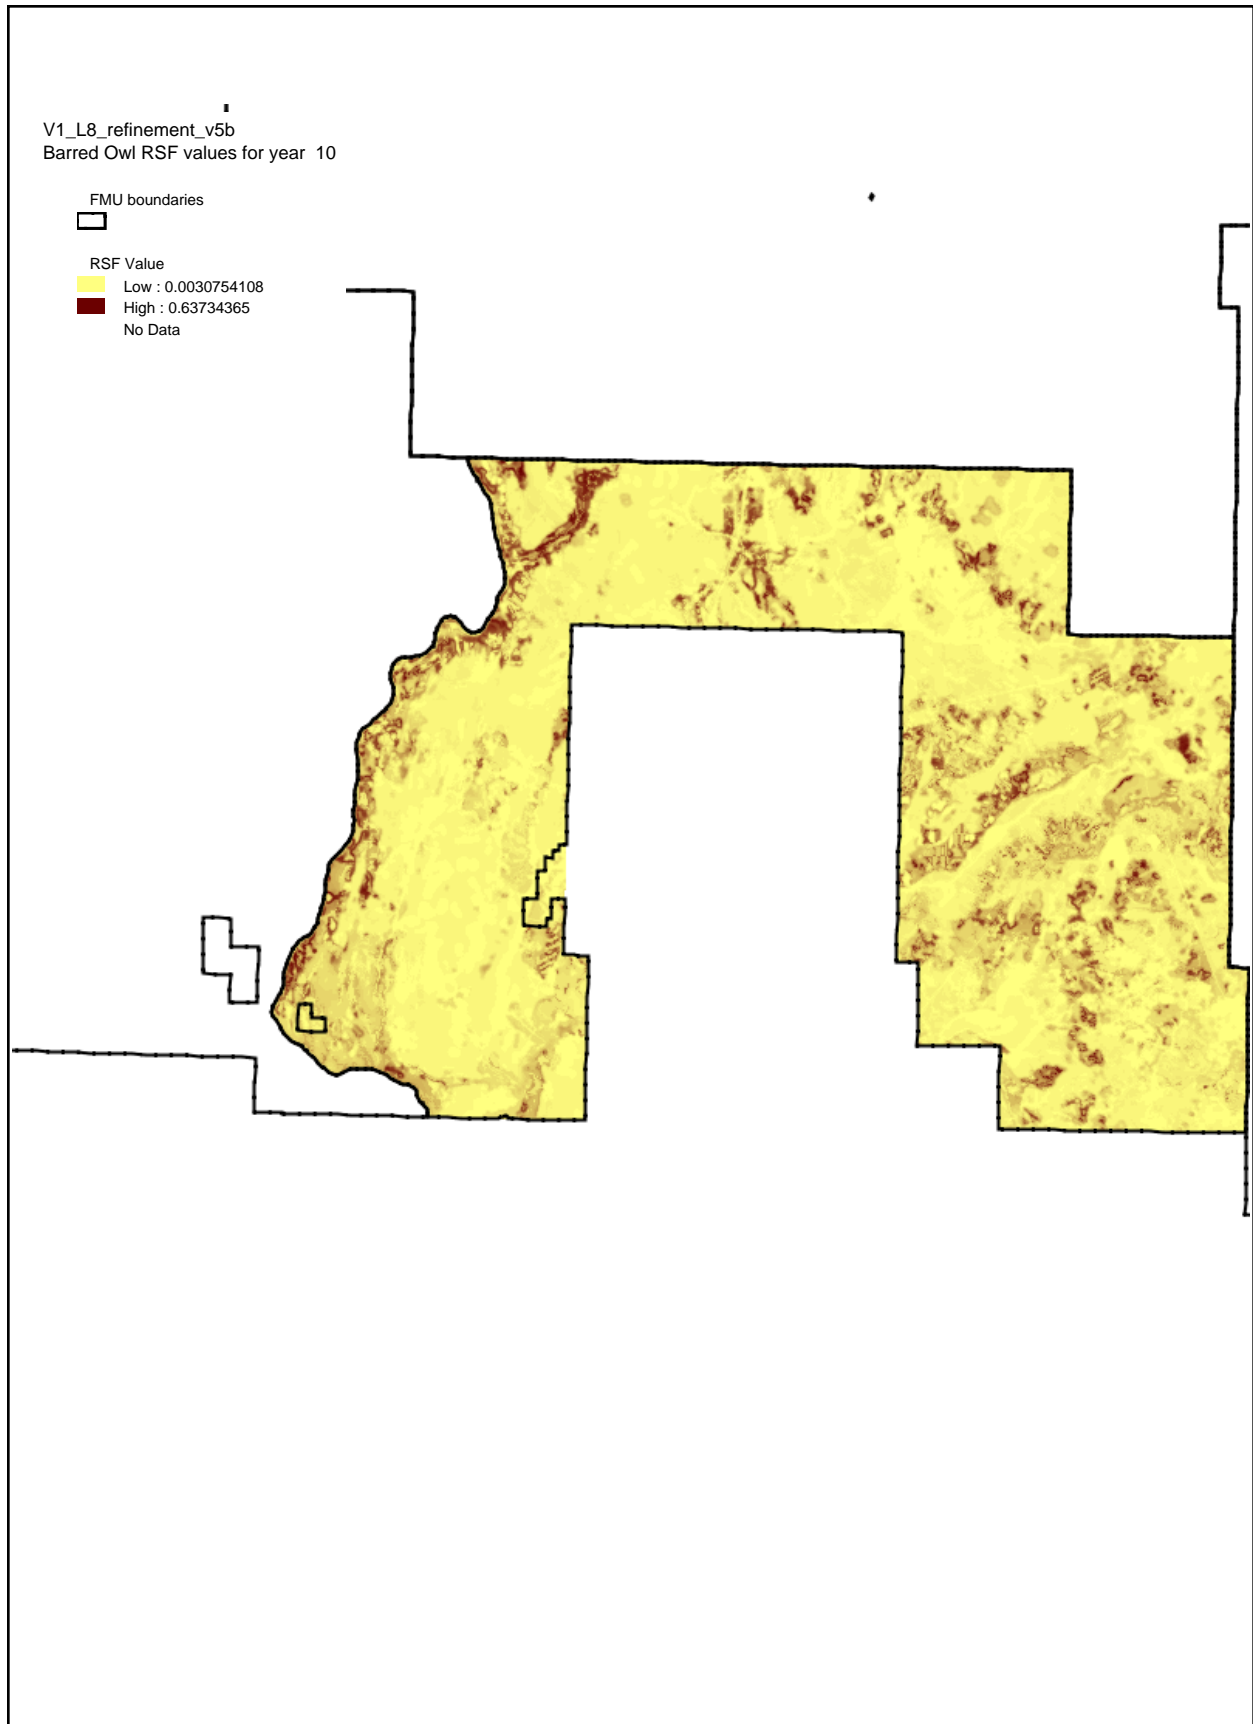 V1_L8_refinement_v5b
Barred Owl RSF values for year 10
FMU boundaries
RSF Value
Low : 0.0030754108
High : 0.63734365
No Data